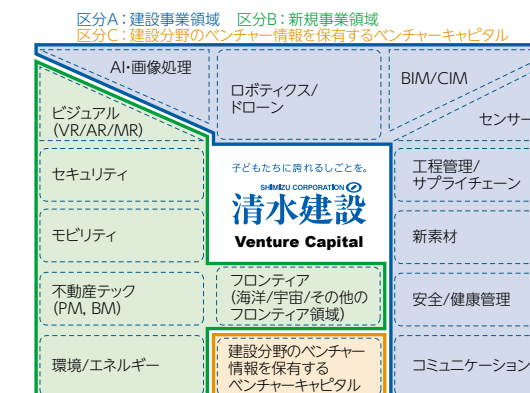 区分A:建設事業領域 区分B:新規事業領域
区分C:建設分野のベンチャー情報を保有するベンチャーキャピタル
AI・画像処理
ロボティクス/
ドローン
BIM/CIM
センサー
ビジュアル
(VR/AR/MR)
セキュリティ
モビリティ
不動産テック
(PM, BM)
環境/エネルギー
子どもたちに誇れるしごとを。
SHIMIZU CORPORATION
清水建設
Venture Capital
フロンティア
(海洋/宇宙/その他の
フロンティア領域)
建設分野のベンチャー
情報を保有する
ベンチャーキャピタル
工程管理/
サプライチェーン
新素材
安全/健康管理
コミュニケーション